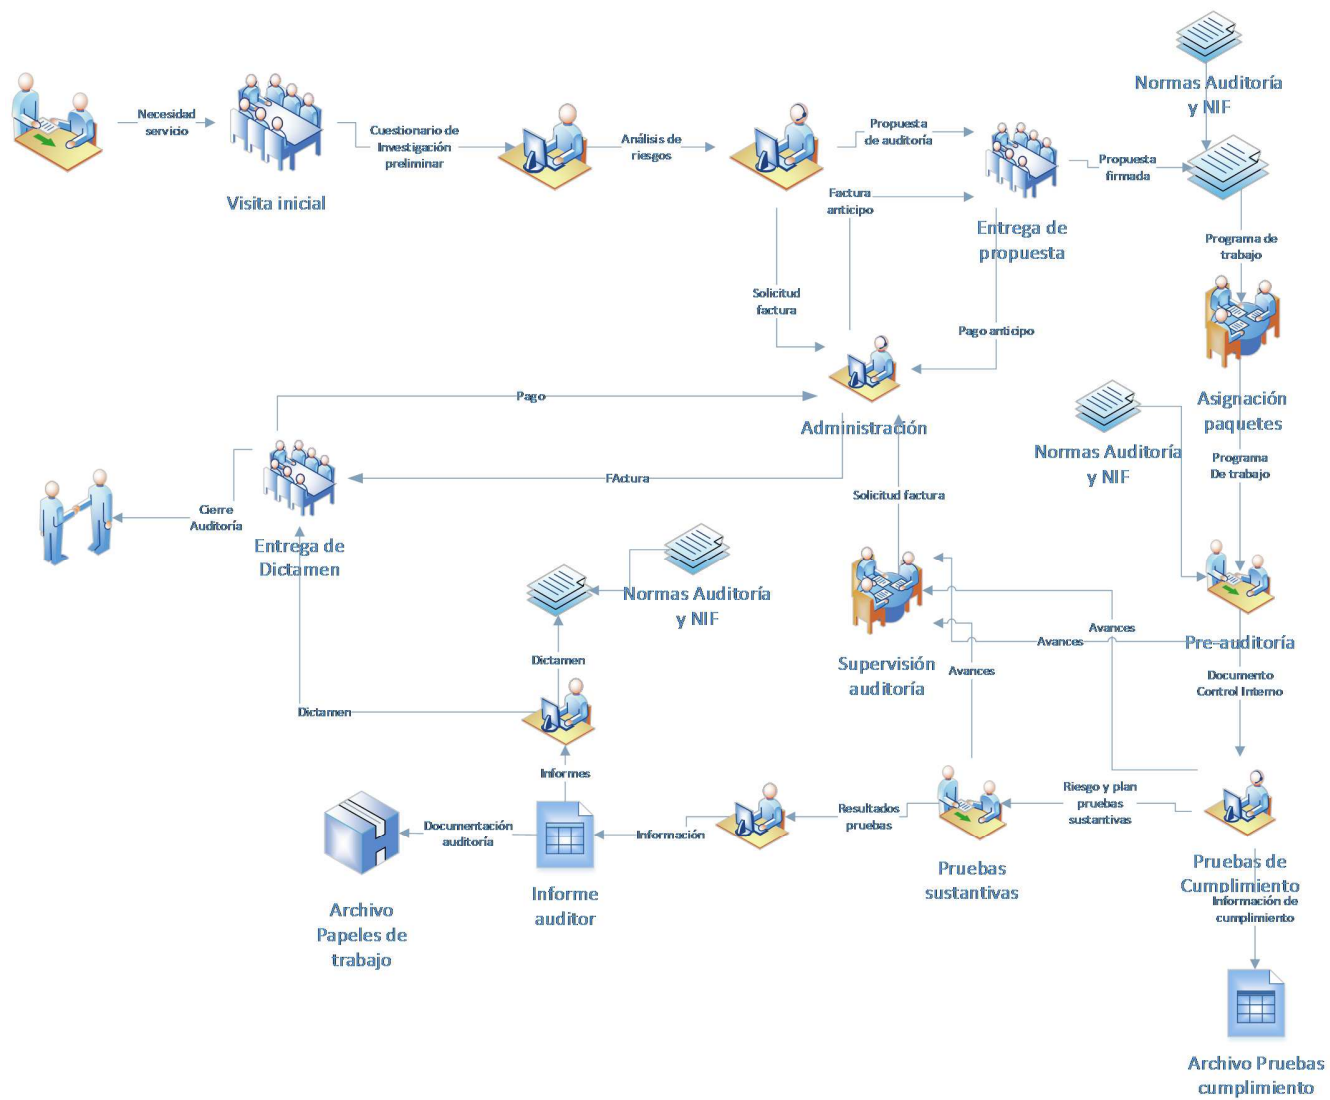 Normas Auditoría
y NIF
Necesidad
servicio
Visita inicial
Cuestionario de
Investigación
preliminar
Análisis de
riesgos
Propuesta
de auditoría
Factura
anticipo
Entrega de
propuesta
Propuesta
firmada
Programa de
trabajo
Solicitud
factura
Pago anticipo
Asignación
paquetes
Pago
Administración
Normas Auditoría
y NIF
Programa
De trabajo
FActura
Solicitud factura
Cierre
Auditoría
Entrega de
Dictamen
Normas Auditoría
y NIF
Avances
Avances
Pre-auditoría
Supervisión
auditoría
Avances
Dictamen
Documento
Control Interno
Dictamen
Informes
Riesgo y plan
pruebas
sustantivas
Resultados
pruebas
Información
Documentación
auditoría
Pruebas
sustantivas
Pruebas de
Cumplimiento
Información de
cumplimiento
Informe
auditor
Archivo
Papeles de
trabajo
Archivo Pruebas
cumplimiento